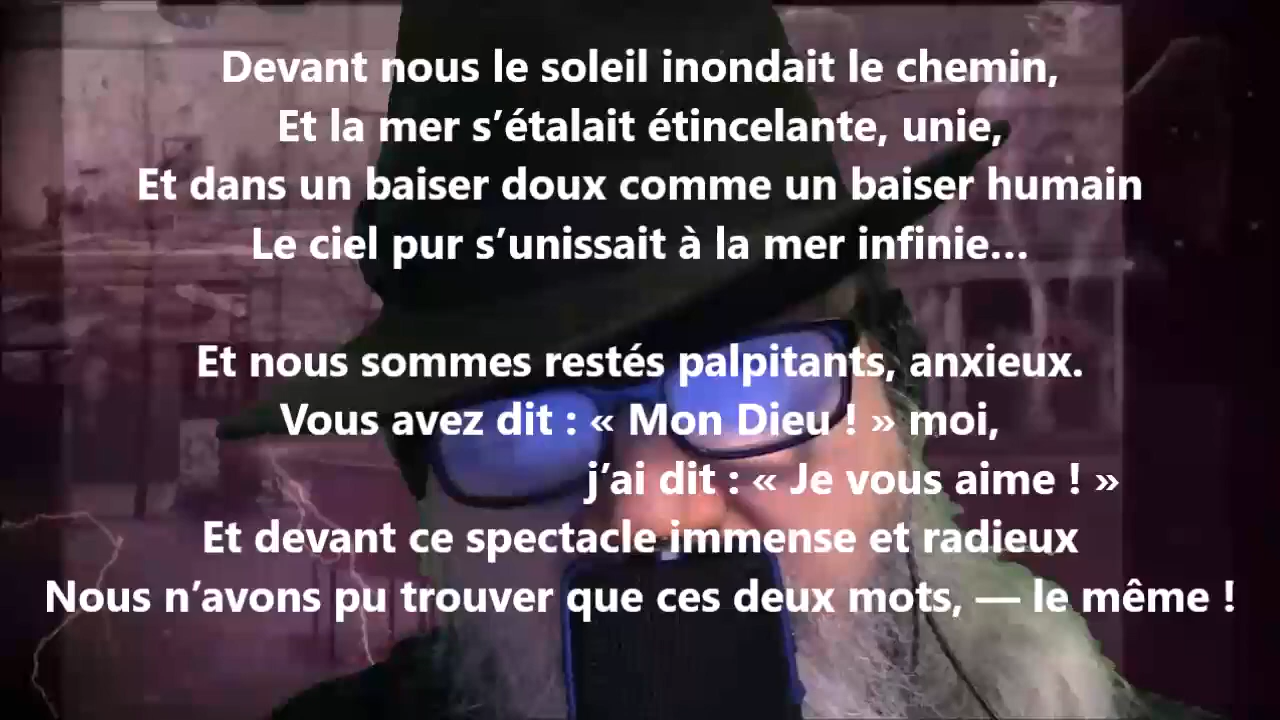 Devant nous le soleil inondait le chemin,
Et la mer s’étalait étincelante, unie,
Et dans un baiser doux comme un baiser humain
Le ciel pur s’unissait à la mer infinie…
Et nous sommes restés palpitants, anxieux.
Vous avez dit : « Mon Dieu ! » moi,
j’ai dit : « Je vous aime ! »
Et devant ce spectacle immense et radieux
Nous n’avons pu trouver que ces deux mots, — le même !